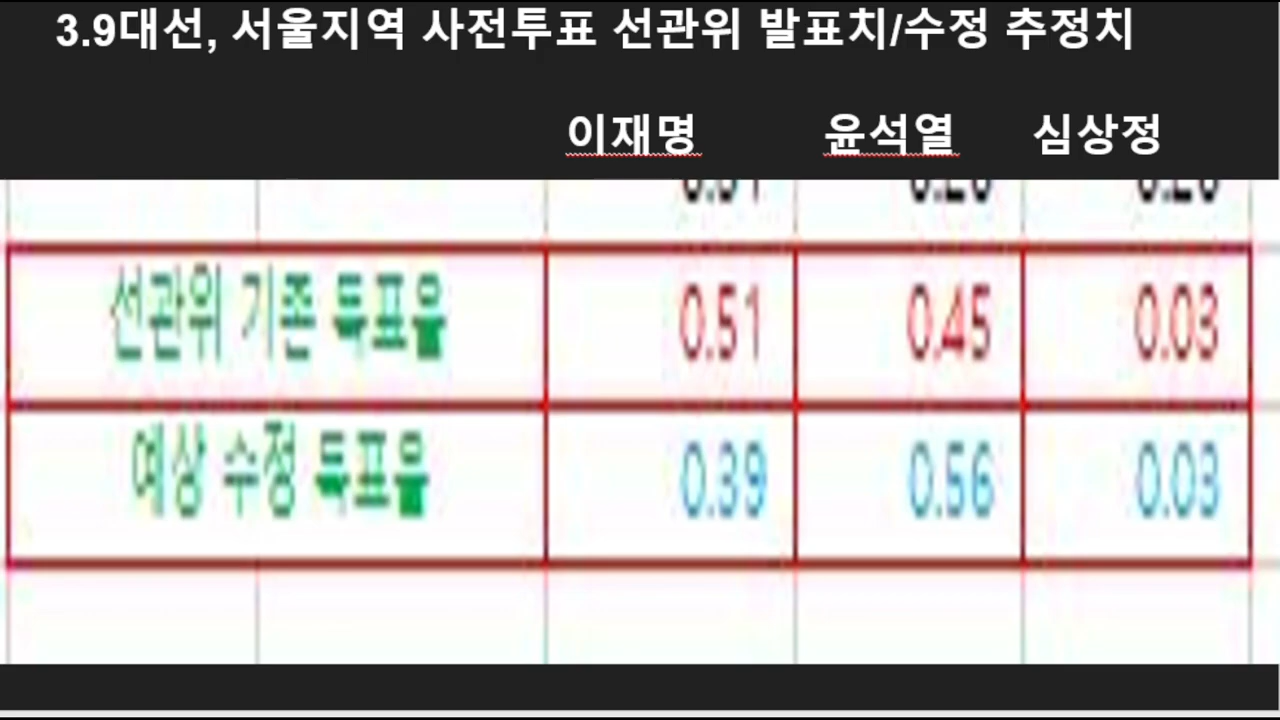 3.9대선, 서울지역 사전투표 선관위 발표치/수정 추정치
이재명 윤석열 심상정
선관위 기존 득표율 0.51 0.45 0.03
예상 수정 득표율 0.39 0.56 0.03